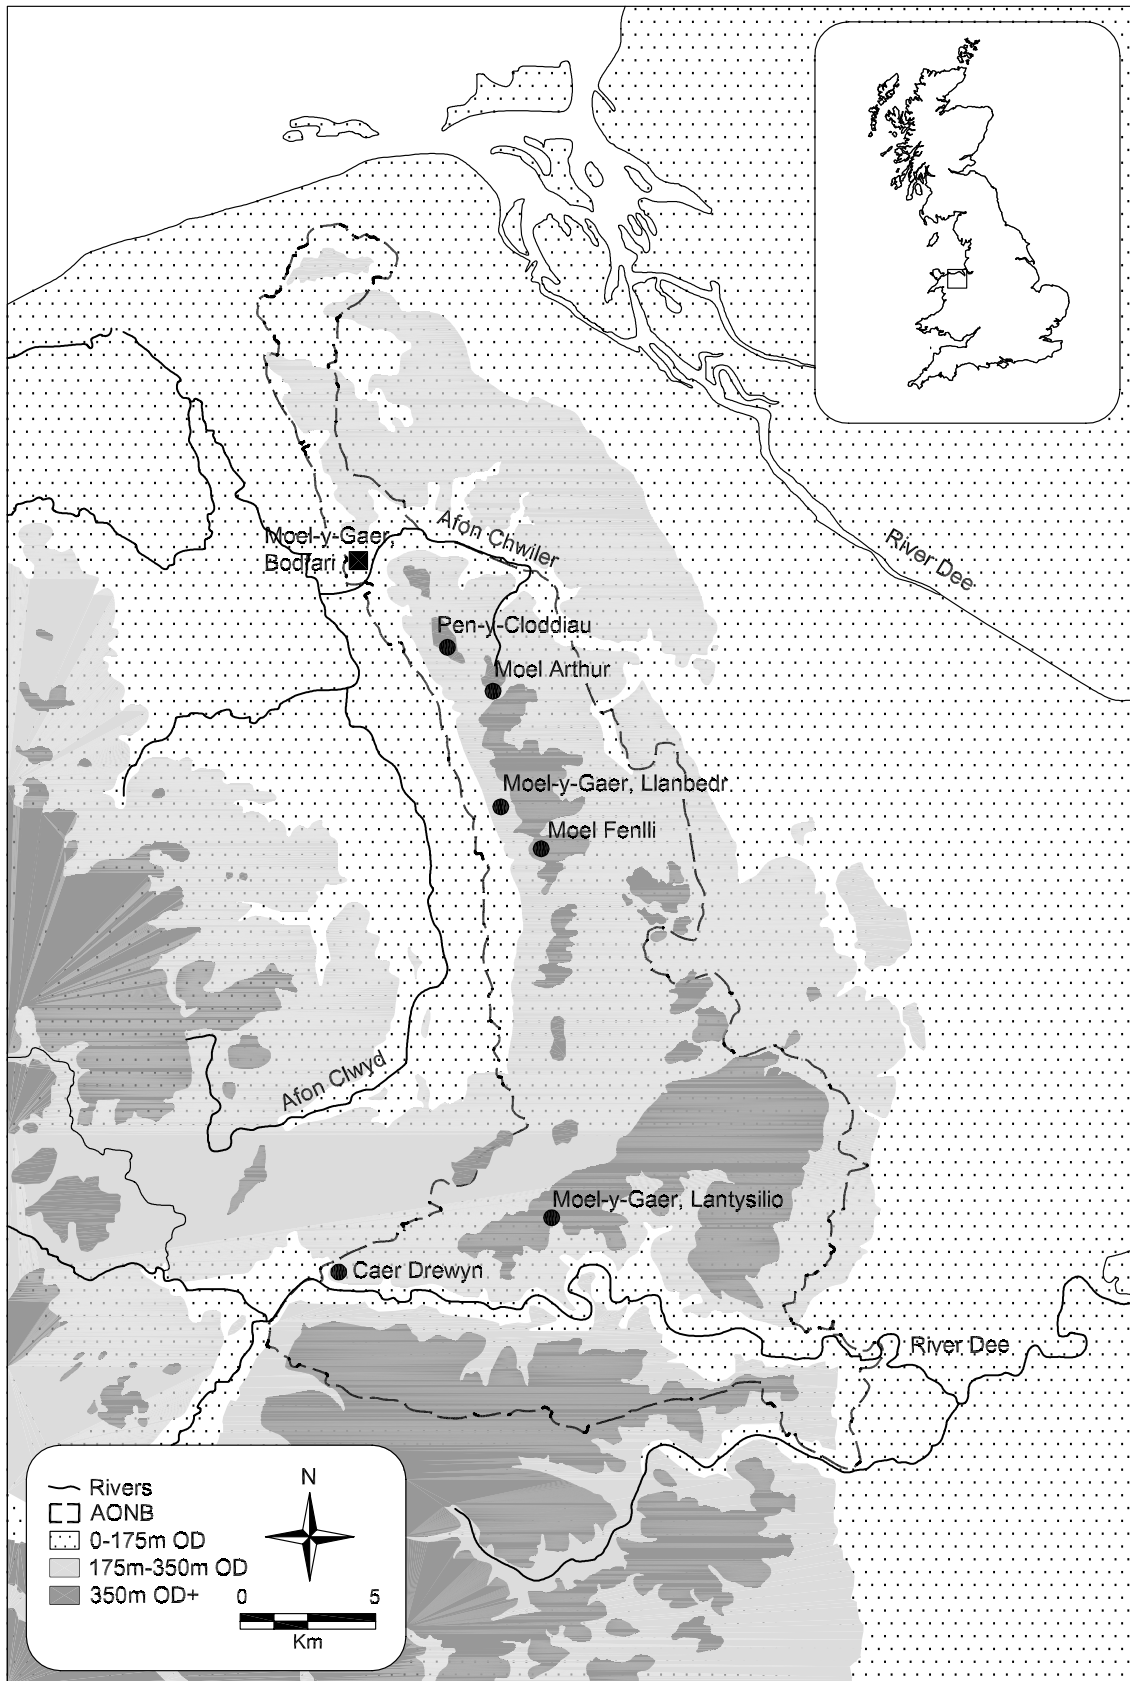 Afon Chwiler
River Dee
Moel-y-Gaer,
Bodfari
Pen-y-Cloddiau
Moel Arthur
Moel-y-Gaer, Llanbedr
Moel Fenlli
Afon Clwyd
Moel-y-Gaer, Lantysilio
Caer Drewyn
River Dee
Rivers
AONB
0-175m OD
175m-350m OD
350m OD+
N
0 5
Km